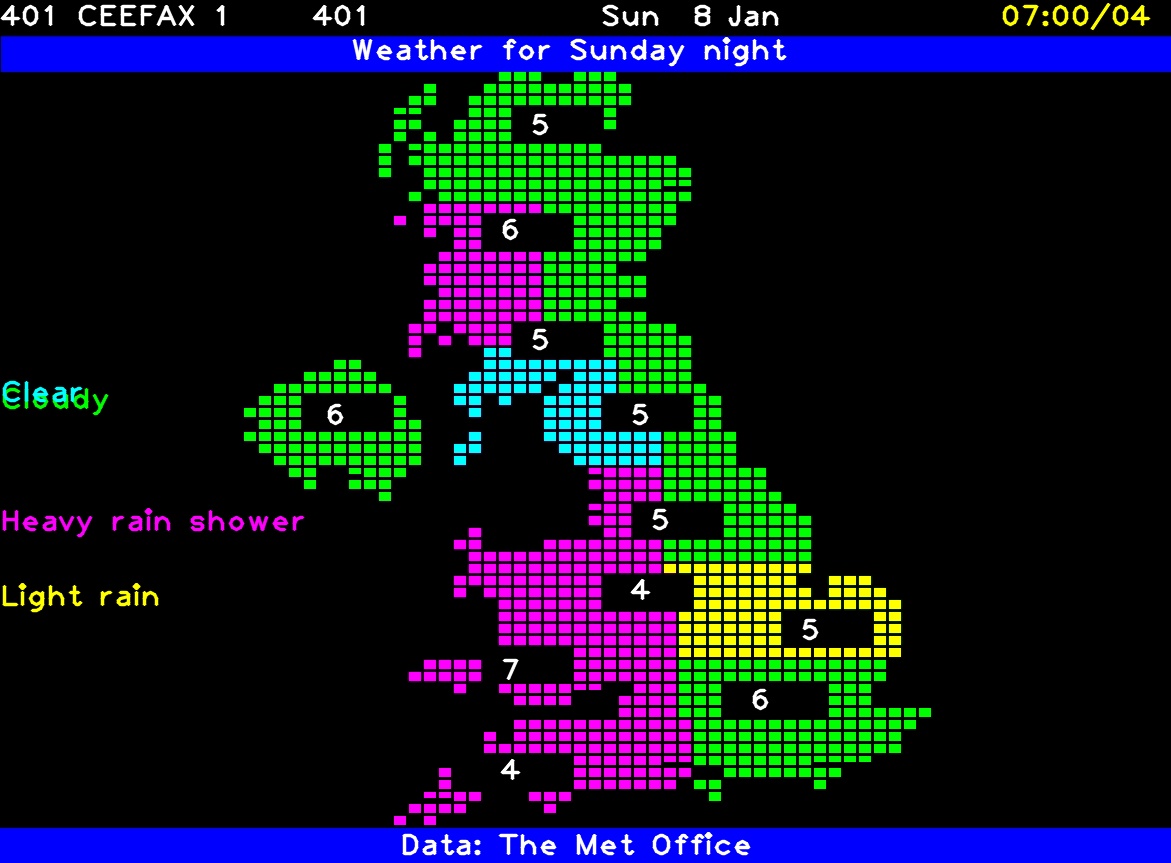 401 CEEFAX 1 401 Sun 8 Jan 07:00/04
Weather for Sunday night
5
6
5
Clear
Cloudy
6 5
Heavy rain shower 5
Light rain 4
5
7
6
4
Data: The Met Office